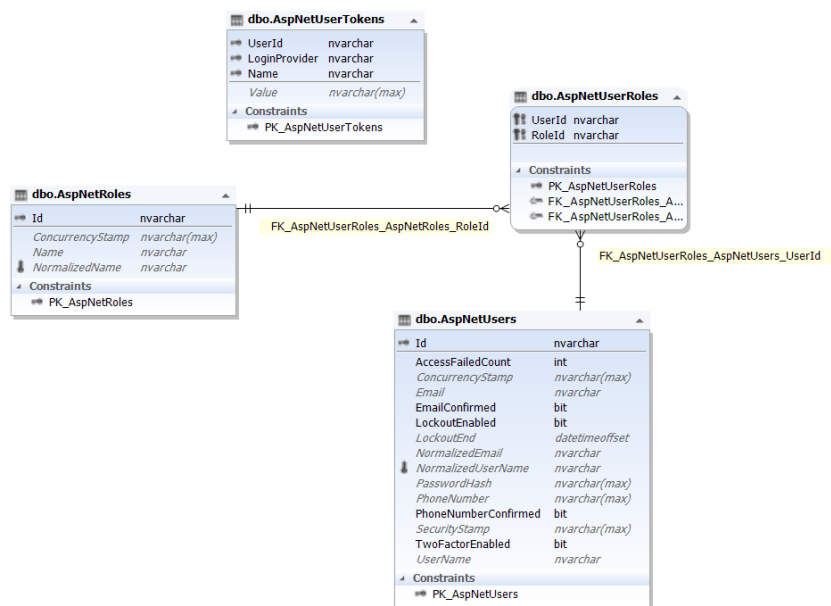 dbo.AspNetUserTokens
UserId nvarchar
LoginProvider nvarchar
Name nvarchar
Value nvarchar(max)
Constraints
PK_AspNetUserTokens
dbo.AspNetUserRoles
UserId nvarchar
RoleId nvarchar
Constraints
PK_AspNetUserRoles
FK_AspNetUserRoles_A...
FK_AspNetUserRoles_A...
dbo.AspNetRoles
Id nvarchar
ConcurrencyStamp nvarchar(max)
Name nvarchar
NormalizedName nvarchar
Constraints
PK_AspNetRoles
FK_AspNetUserRoles_AspNetRoles_RoleId
FK_AspNetUserRoles_AspNetUsers_UserId
dbo.AspNetUsers
Id nvarchar
AccessFailedCount int
ConcurrencyStamp nvarchar(max)
Email nvarchar
EmailConfirmed bit
LockoutEnabled bit
LockoutEnd datetimeoffset
NormalizedEmail nvarchar
NormalizedUserName nvarchar
PasswordHash nvarchar(max)
PhoneNumber nvarchar(max)
PhoneNumberConfirmed bit
SecurityStamp nvarchar(max)
TwoFactorEnabled bit
UserName nvarchar
Constraints
PK_AspNetUsers